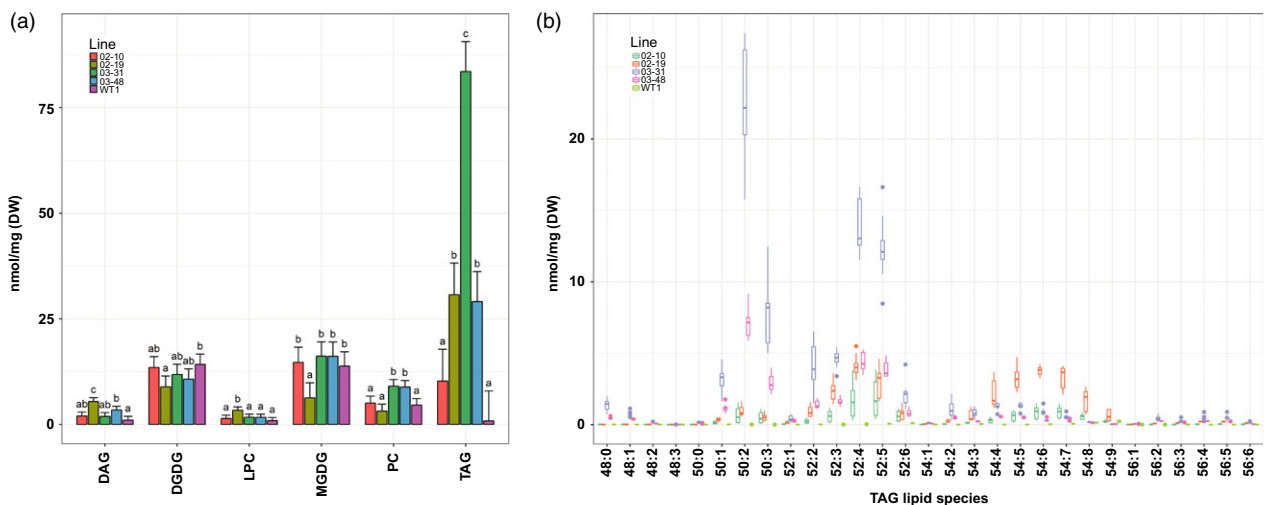 (a)
Line
02-10
02-19
03-31
03-48
WT1
nmol/mg (DW)
75
50
25
0
ab a c ab b a
ab a ab ab b
a b a a a
b a b b b
a a b b a
a b c b a
DAG
DGDG
LPC
MGDG
PC
TAG
(b)
Line
02-10
02-19
03-31
03-48
WT1
nmol/mg (DW)
20
10
0
48:0
48:1
48:2
48:3
50:0
50:1
50:2
50:3
52:1
52:2
52:3
52:4
52:5
52:6
54:1
54:2
54:3
54:4
54:5
54:6
54:7
54:8
54:9
56:1
56:2
56:3
56:4
56:5
56:6
TAG lipid species